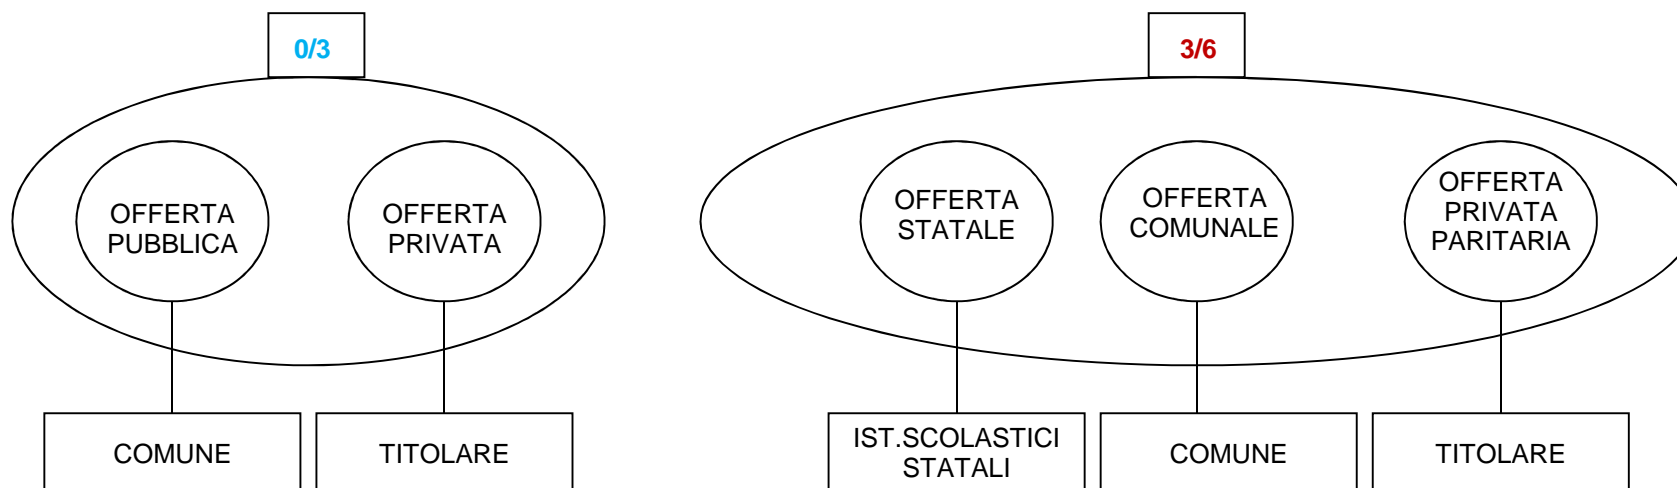 0/3
3/6
OFFERTA
PUBBLICA
OFFERTA
PRIVATA
OFFERTA
STATALE
OFFERTA
COMUNALE
OFFERTA
PRIVATA
PARITARIA
COMUNE
TITOLARE
IST.SCOLASTICI
STATALI
COMUNE
TITOLARE